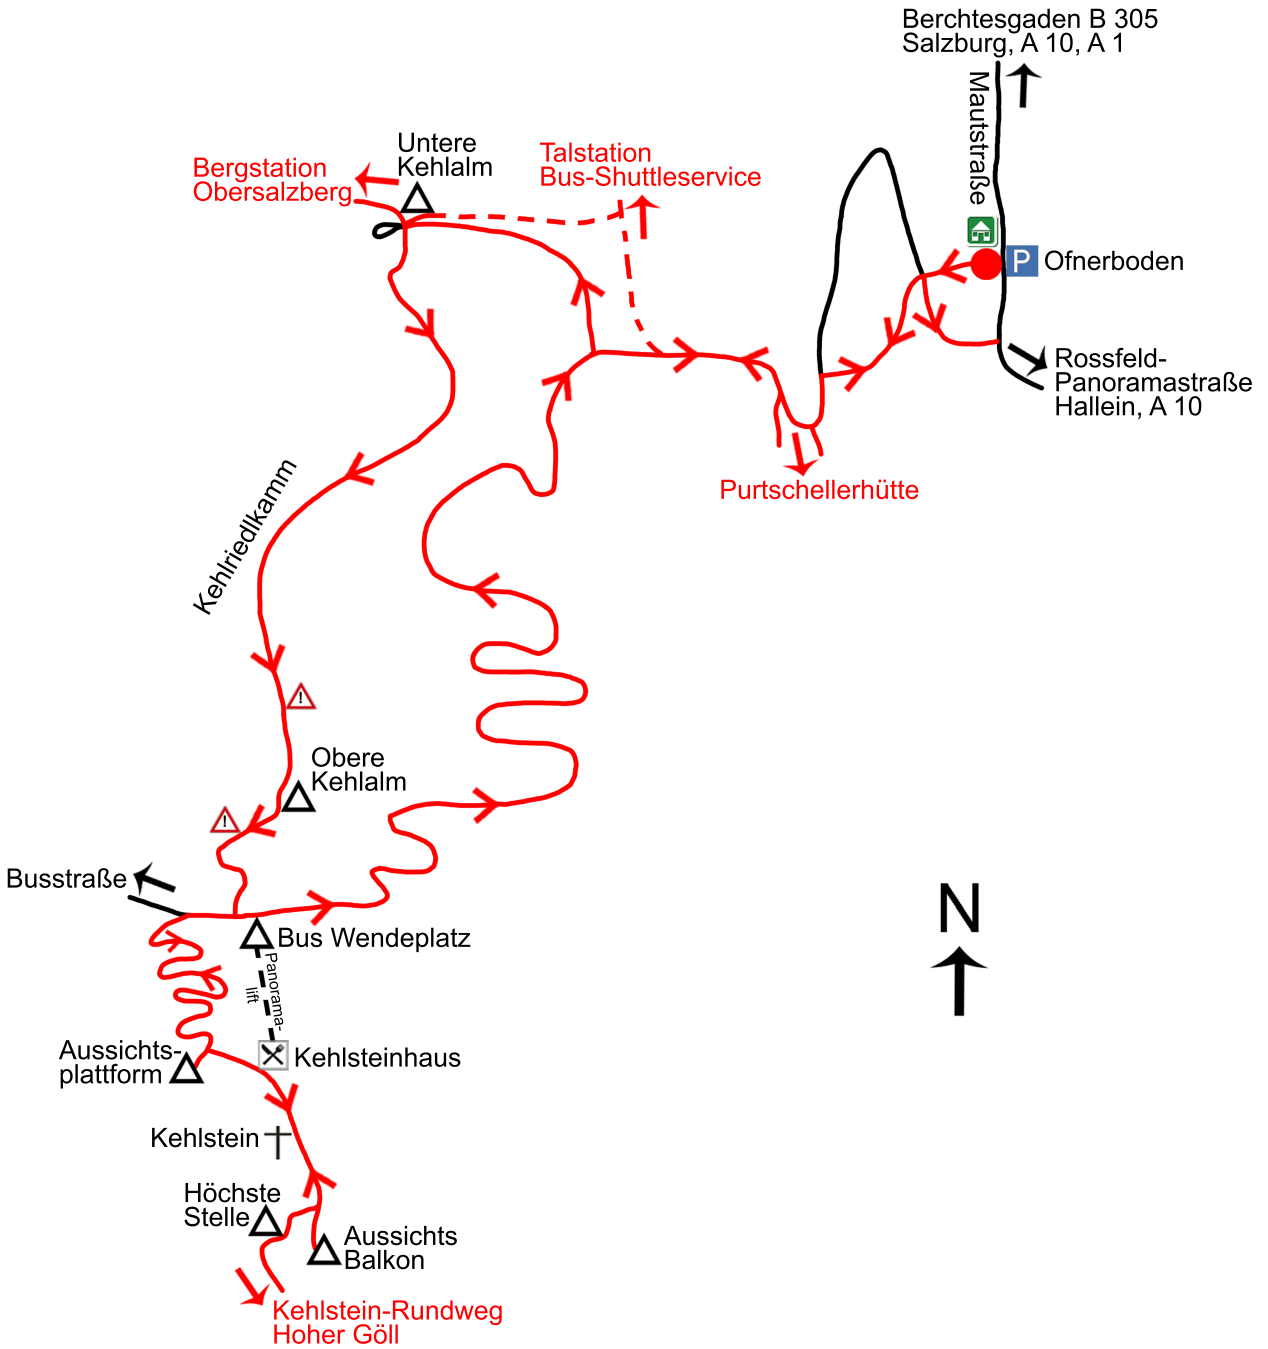 Berchtesgaden B 305
Salzburg, A 10, A 1
Mautstraße
Untere
Kehlalm
Bergstation
Obersalzberg
Talstation
Bus-Shuttleservice
P
Ofnerboden
Rossfeld-
Panoramastraße
Hallein, A 10
Purtschellerhütte
Kehlriedlkamm
!
Obere
Kehlalm
!
Busstraße
Bus Wendeplatz
Panorama-
lift
N
Aussichts-
plattform
Kehlsteinhaus
Kehlstein
Höchste
Stelle
Aussichts
Balkon
Kehlstein-Rundweg
Hoher Göll